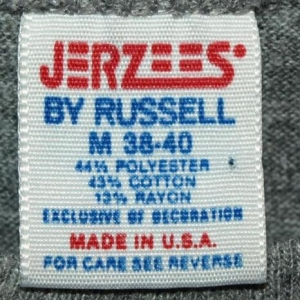 JERZEES
BY RUSSELL
M 38-40
44% POLYESTER
43% COTTON
13% RAYON
EXCLUSIVE OF DECORATION
MADE IN U.S.A.
FOR CARE SEE REVERSE